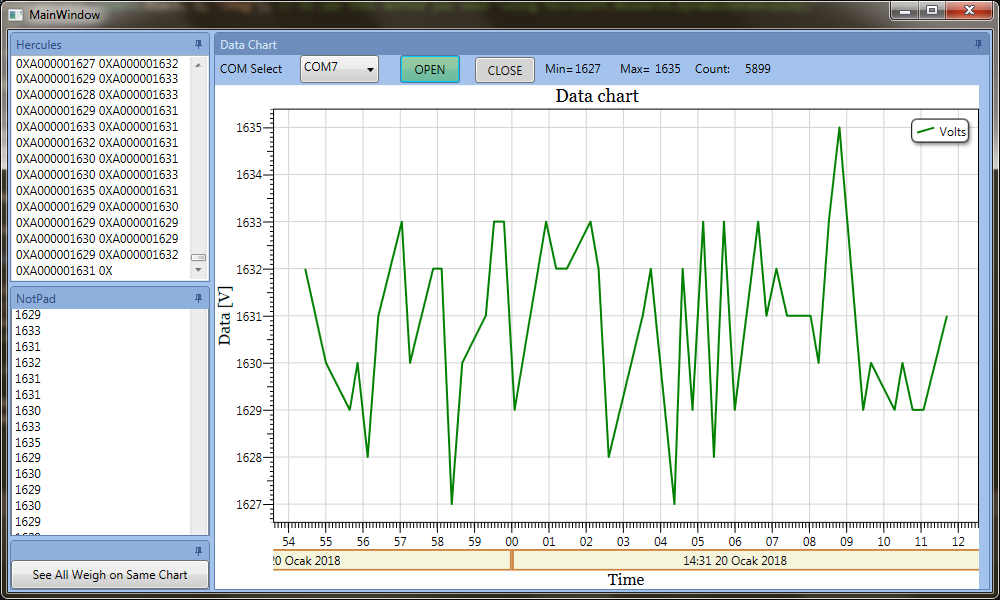 MainWindow
Hercules
0XA000001627 0XA000001632
0XA000001629 0XA000001633
0XA000001628 0XA000001633
0XA000001629 0XA000001631
0XA000001633 0XA000001631
0XA000001632 0XA000001631
0XA000001630 0XA000001631
0XA000001630 0XA000001633
0XA000001635 0XA000001631
0XA000001629 0XA000001630
0XA000001629 0XA000001629
0XA000001630 0XA000001629
0XA000001629 0XA000001632
0XA000001631 0X
NotPad
1629
1633
1631
1632
1631
1631
1630
1633
1635
1629
1630
1629
1630
1629
See All Weigh on Same Chart
Data Chart
COM Select COM7 OPEN CLOSE Min= 1627 Max= 1635 Count: 5899
Data chart
Volts
Data [V]
1635
1634
1633
1632
1631
1630
1629
1628
1627
54 55 56 57 58 59 00 01 02 03 04 05 06 07 08 09 10 11 12
20 Ocak 2018 14:31 20 Ocak 2018
Time